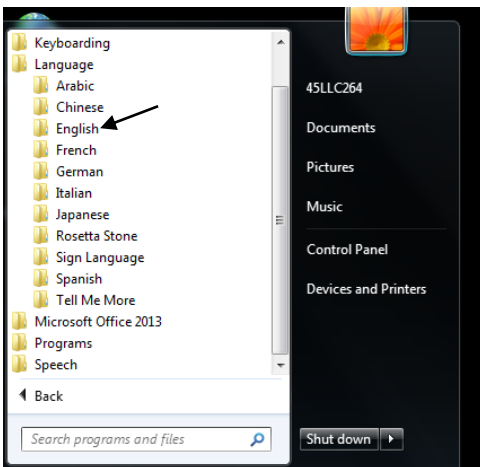 Keyboarding
Language
Arabic
Chinese
English
French
German
Italian
Japanese
Rosetta Stone
Sign Language
Spanish
Tell Me More
Microsoft Office 2013
Programs
Speech
Back
Search programs and files
45LLC264
Documents
Pictures
Music
Control Panel
Devices and Printers
Shut down